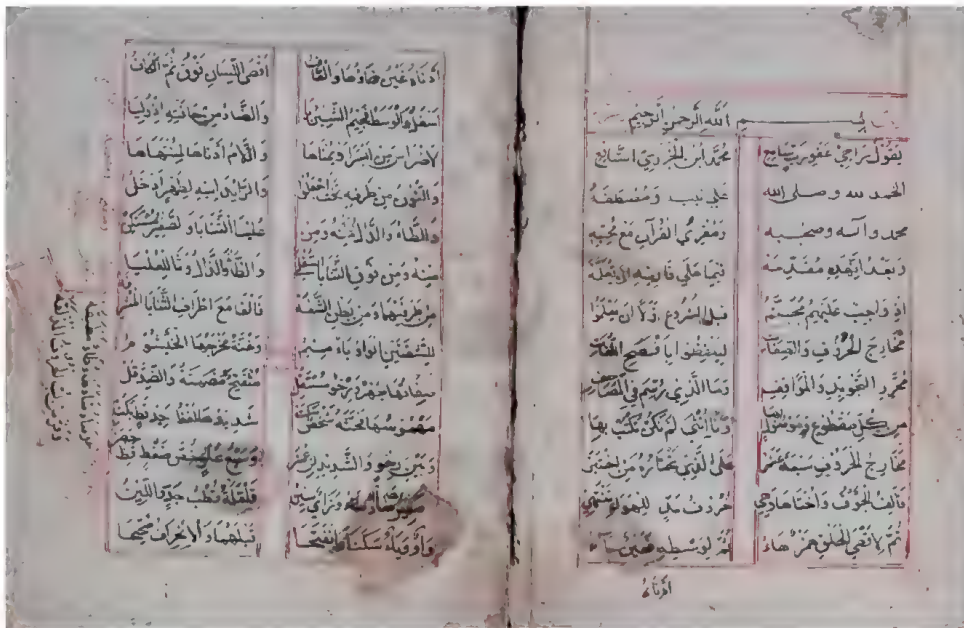 بسم الله الرحمن الرحيم
يقول راجي عفو رب سامع محمد ابن الجزري الشافعي
الحمد لله وصلى الله على نبيه ومصطفاه
محمد وآله وصحبه ومقرئ القرآن مع محبه
وبعد إن هذه مقدمه فيما على قارئه أن يعلمه
إذ واجب عليهم محتم قبل الشروع أولا أن يعلموا
مخارج الحروف والصفات ليلفظوا بأفصح اللغات
محرر التجويد والمواقف وما الذي رسم في المصاحف
من كل مقطوع وموصول بها وتا أنثى لم تكن تكتب بها
مخارج الحروف سبعة عشر على الذي يختاره من اختبر
فألف الجوف وأختاها وهي حروف مد للهواء تنتهي
ثم لأقصى الحلق همز هاء ثم لوسطه فعين حاء
أدناه
أدناه غين خاؤها والقاف أقصى اللسان فوق ثم الكاف
أسفل والوسط فجيم الشين يا والضاد من حافته إذ وليا
لاضراس من أيسر أو يمناها واللام أدناها لمنتهاها
والنون من طرفه تحت اجعلوا والرا يدانيه لظهر أدخل
والطاء والدال وتا منه ومن عليا الثنايا والصفير مستكن
منه ومن فوق الثنايا السفلى والظاء والذال وثا للعليا
من طرفيهما ومن بطن الشفه فالفا مع اطراف الثنايا المشرفه
للشفتين الواو باء ميم وغنة مخرجها الخيشوم
صفاتها جهر ورخو مستفل منفتح مصمتة والضد قل
مهموسها فحثه شخص سكت شديدها لفظ أجد قط بكت
وبين رخو والشديد لن عمر وسبع علو خص ضغط قظ حصر
وصاد ضاد طاء ظاء مطبقه
وفر من لب الحروف المذلقه
صفيرها صاد وزاي سين قلقلة قطب جد واللين
واو وياء سكنا وانفتحا قبلهما والانحراف صححا